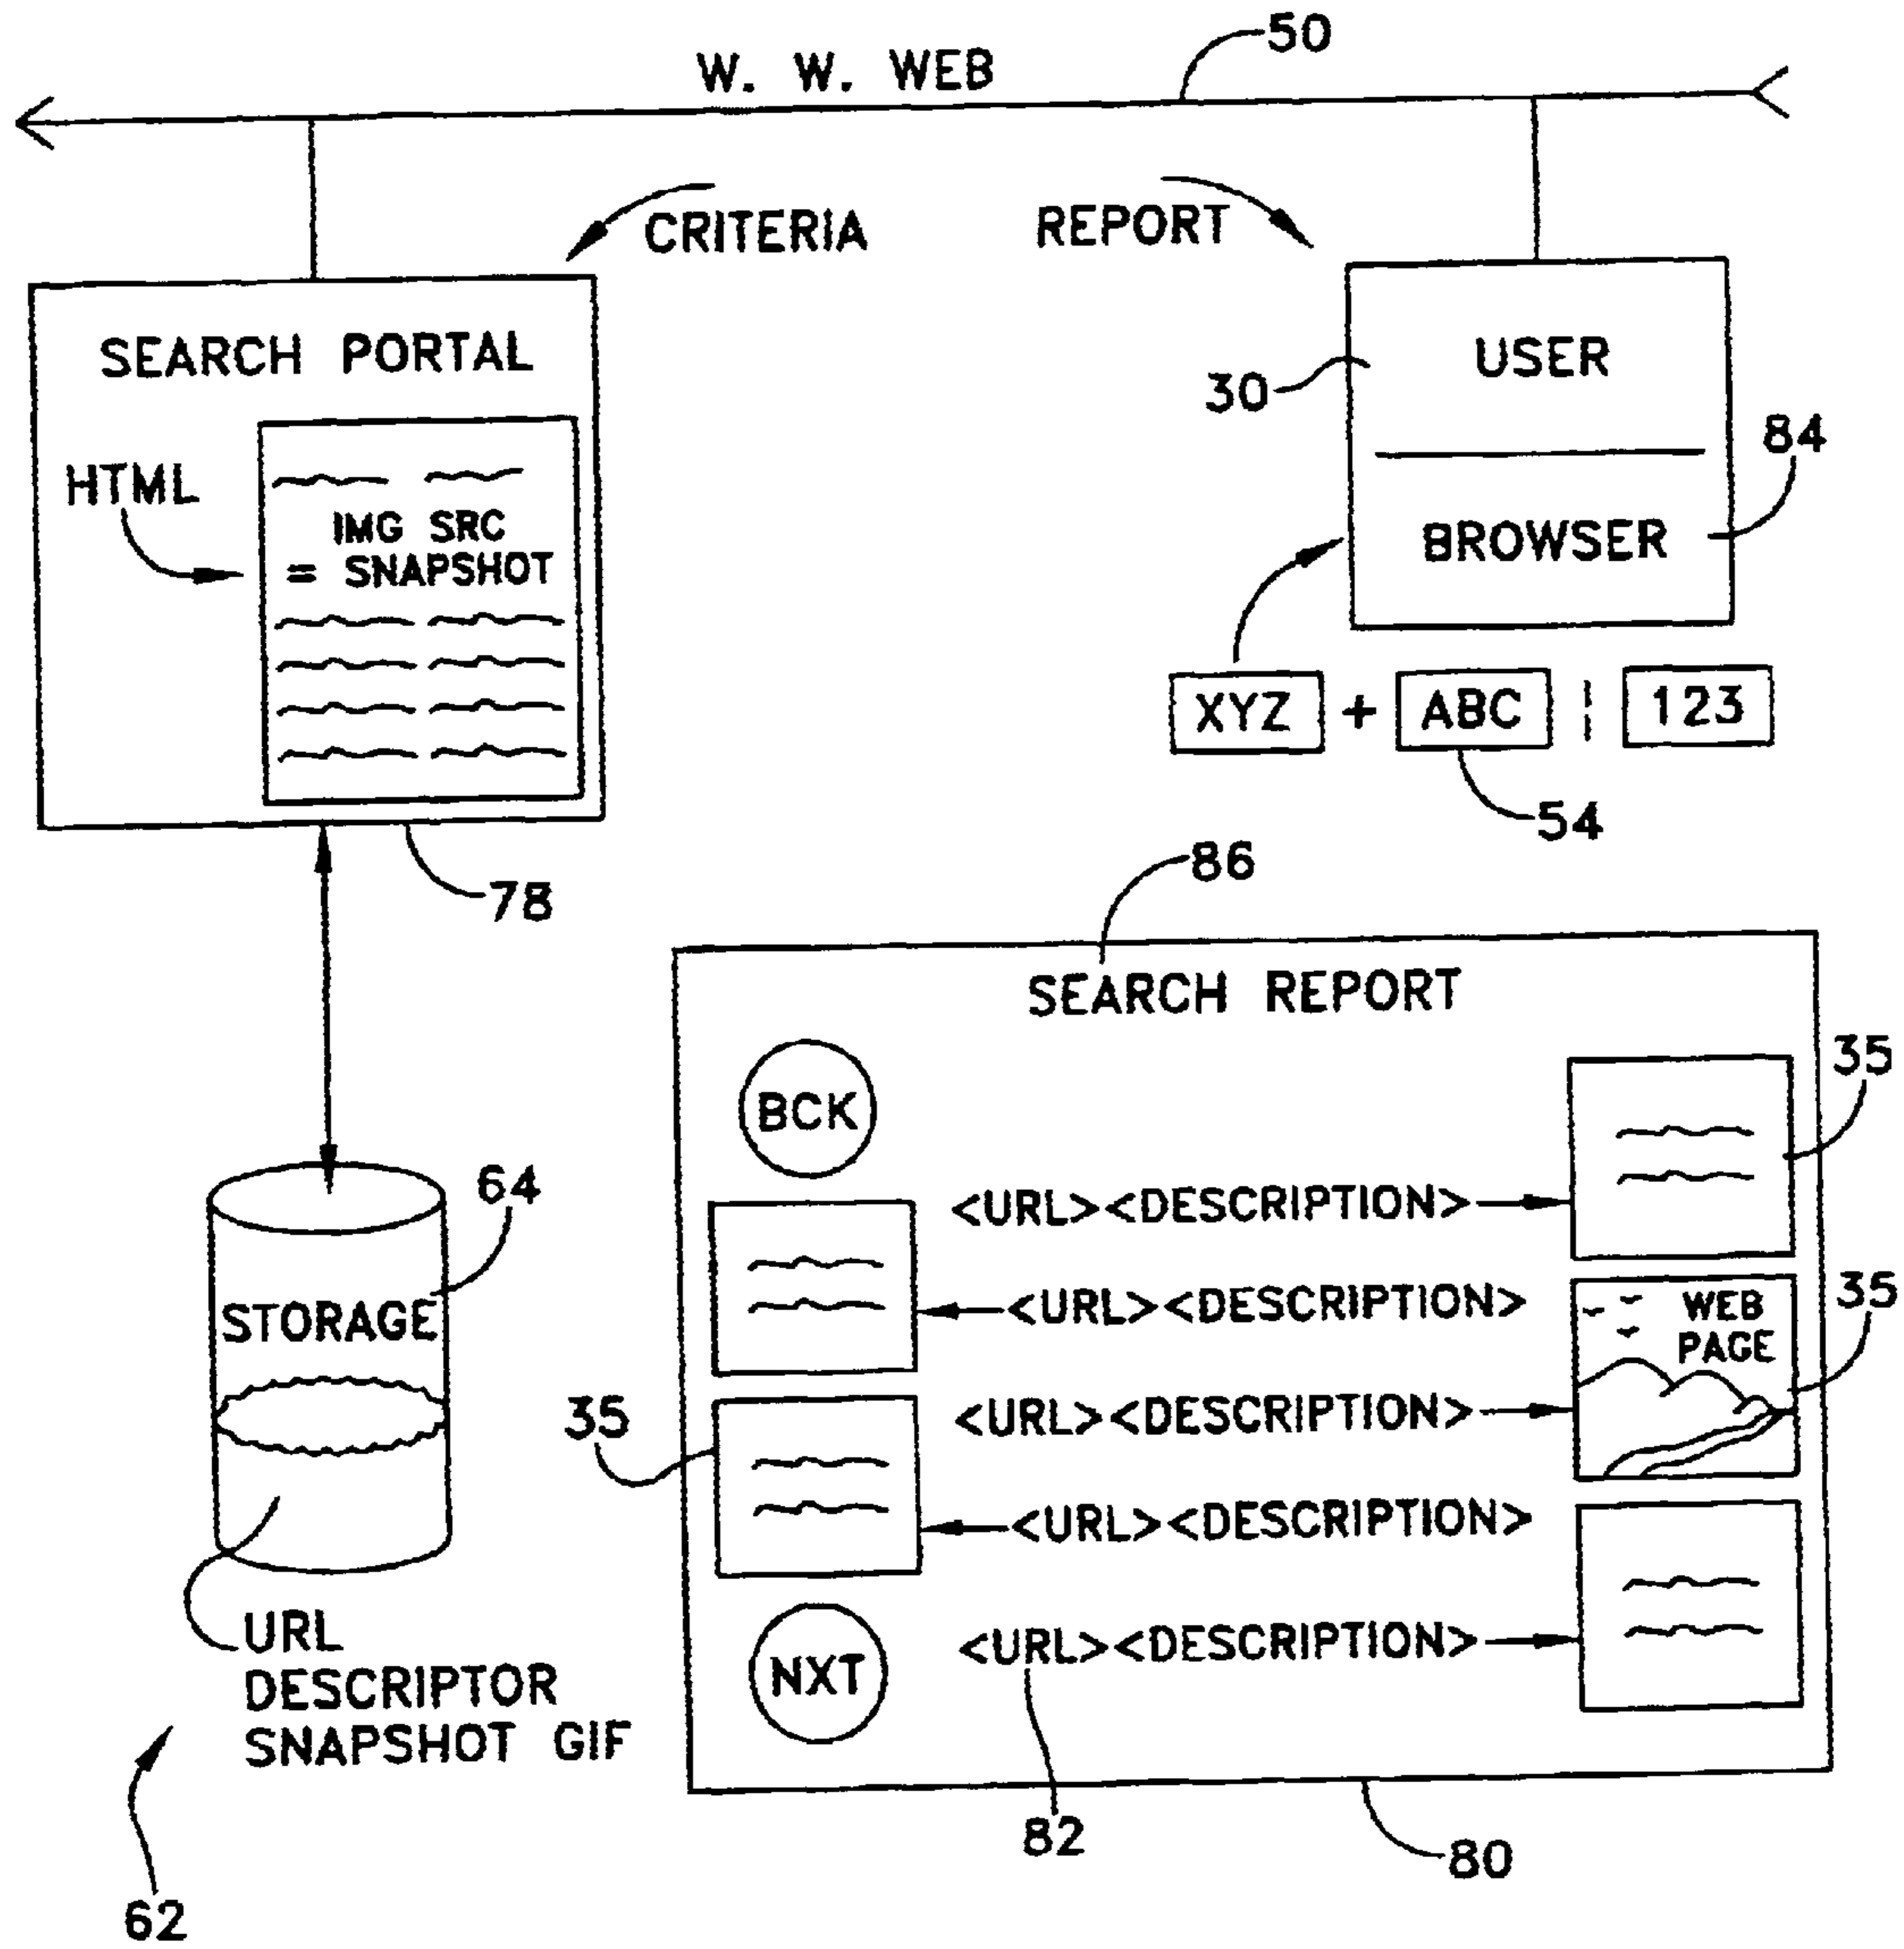 50
W. W. WEB
CRITERIA
REPORT
SEARCH PORTAL
HTML
IMG SRC
= SNAPSHOT
78
USER
30
84
BROWSER
XYZ + ABC ¦ 123
54
86
SEARCH REPORT
BCK
35
<URL><DESCRIPTION>
<URL><DESCRIPTION>
WEB
PAGE
35
<URL><DESCRIPTION>
35
<URL><DESCRIPTION>
NXT
<URL><DESCRIPTION>
82
80
64
STORAGE
URL
DESCRIPTOR
SNAPSHOT GIF
62